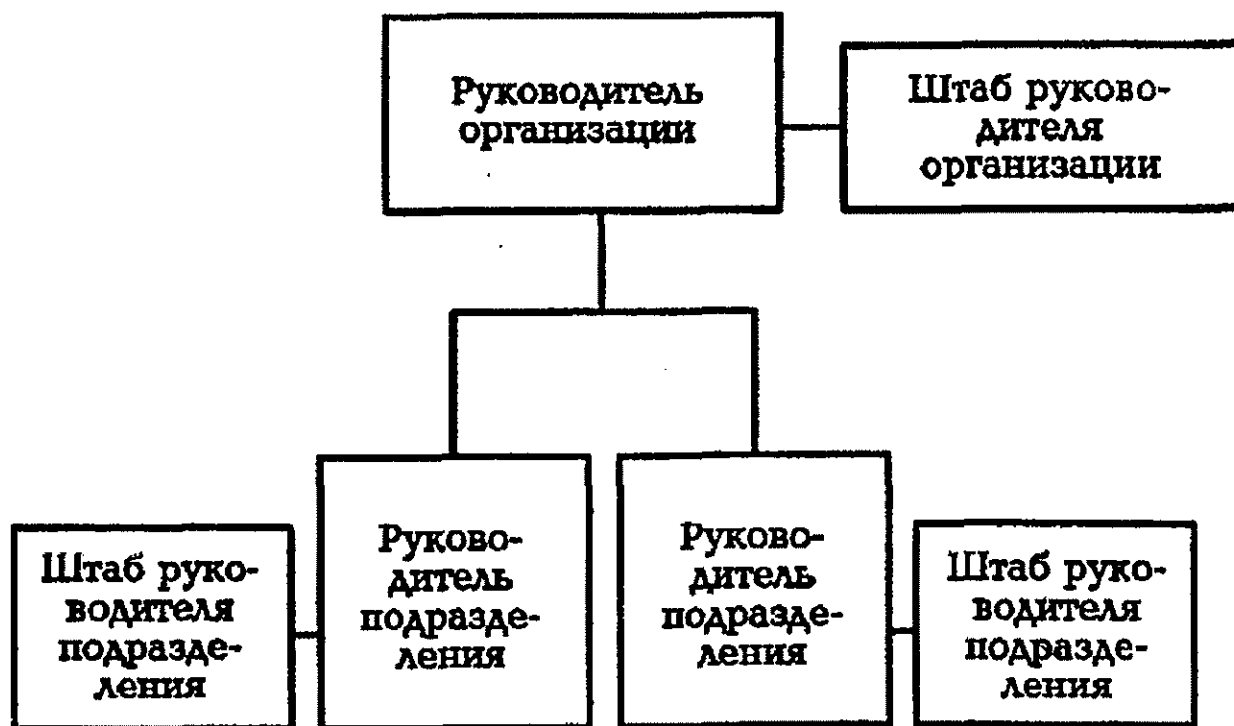 Руководитель
организации
Штаб руково-
дителя
организации
Штаб руко-
водителя
подразде-
ления
Руково-
дитель
подразде-
ления
Руково-
дитель
подразде-
ления
Штаб руко-
водителя
подразде-
ления